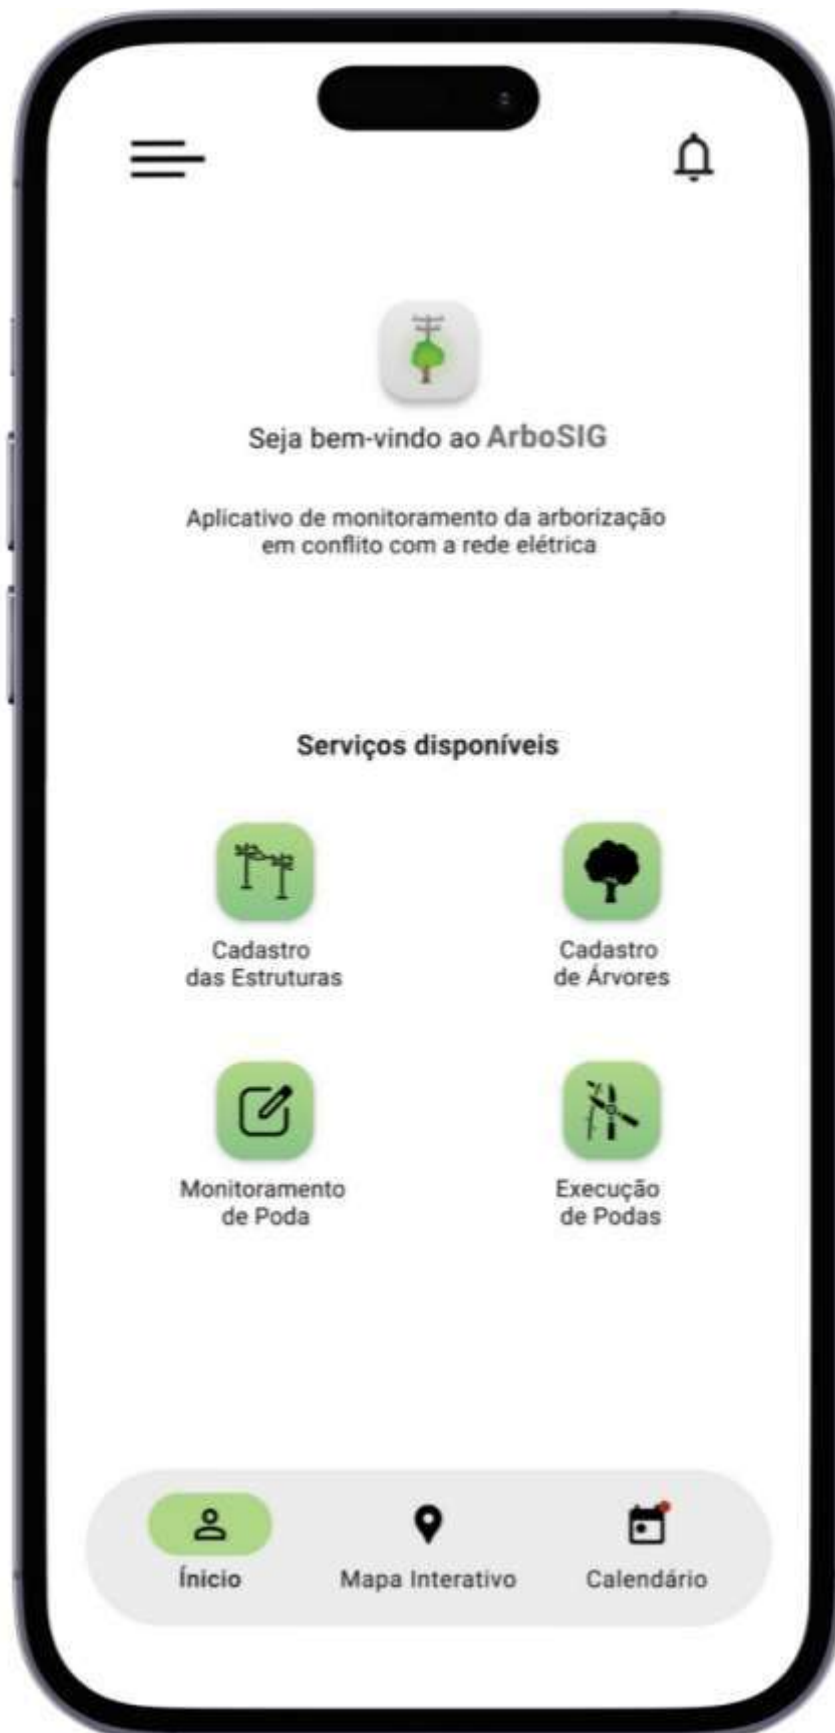 Seja bem-vindo ao ArboSIG
Aplicativo de monitoramento da arborização
em conflito com a rede elétrica
Serviços disponíveis
Cadastro
das Estruturas
Cadastro
de Árvores
Monitoramento
de Poda
Execução
de Podas
Ínicio
Mapa Interativo
Calendário